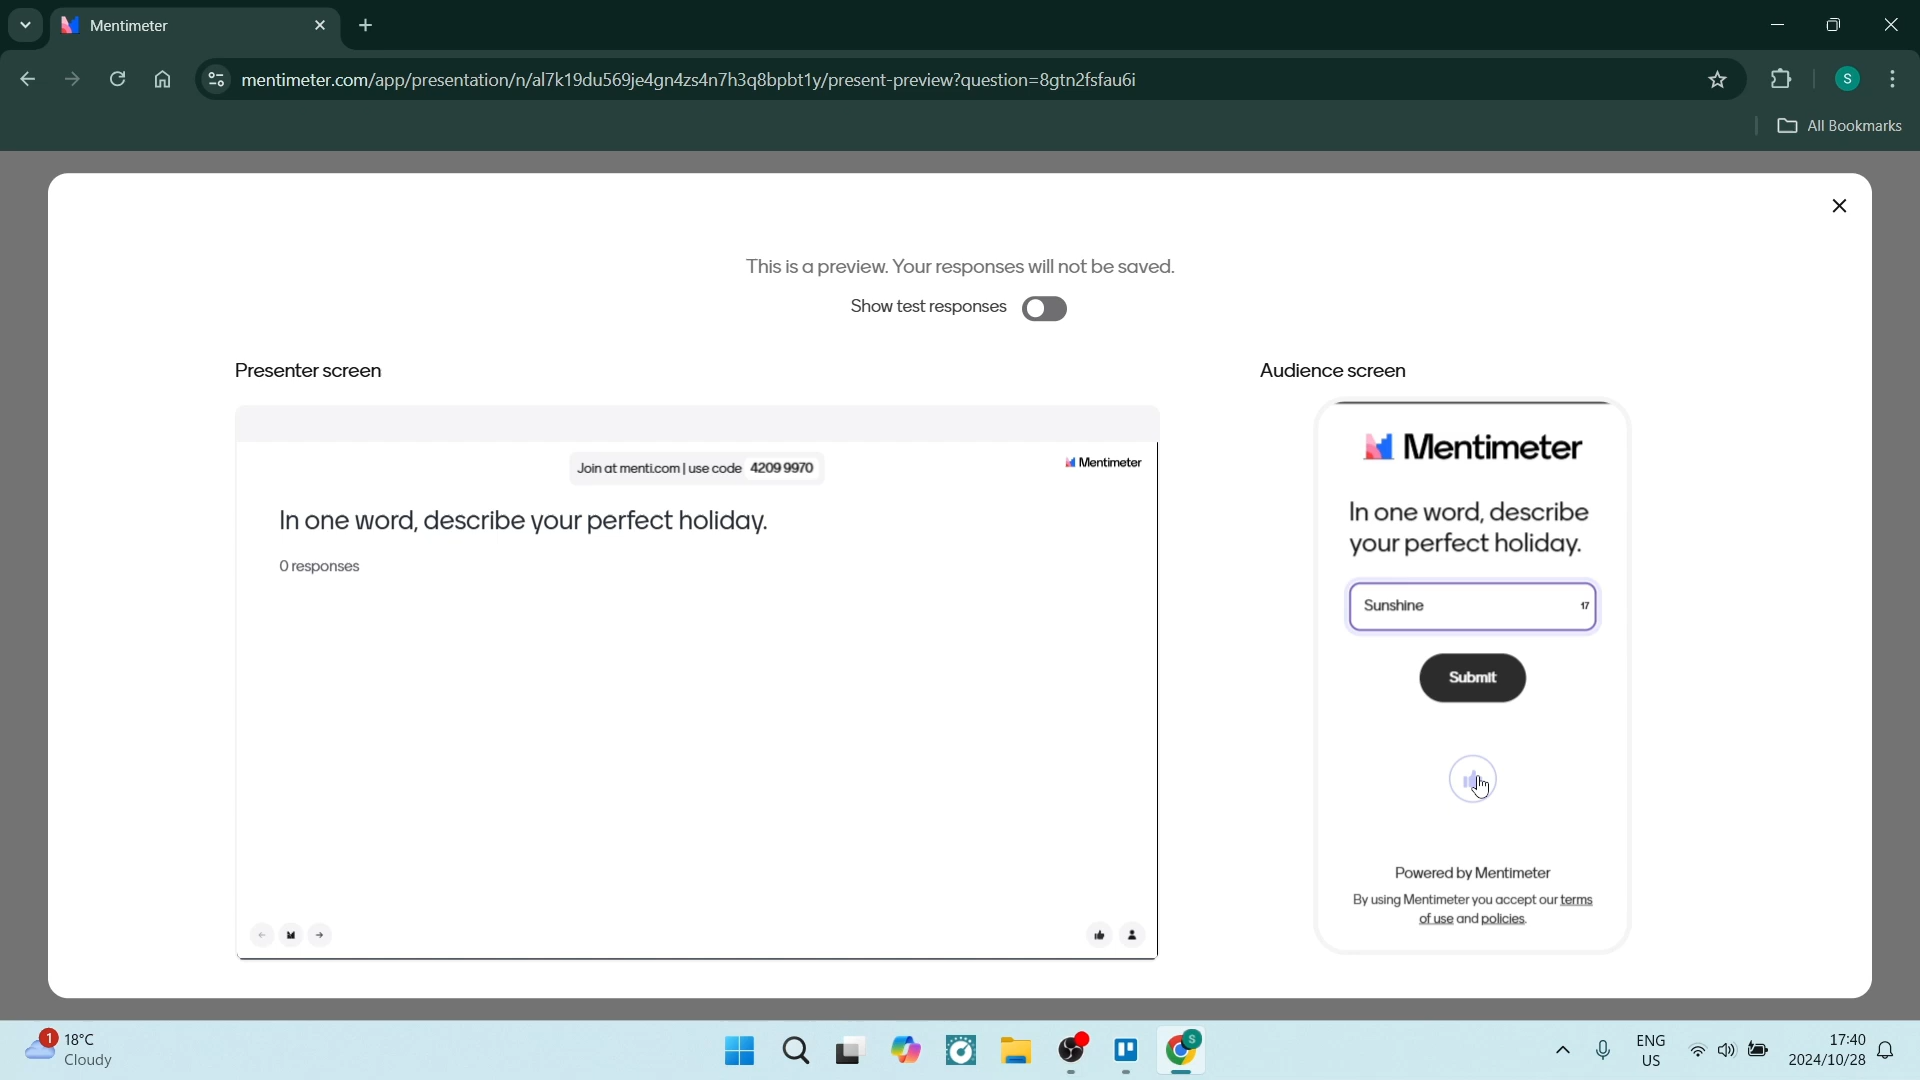 Mentimeter
mentimeter.com/app/presentation/n/al7k19du569je4gn4zs4n7h3q8bpbt1y/present-preview?question=8gtn2fsfau6i
S
All Bookmarks
This is a preview. Your responses will not be saved.
Show test responses
Presenter screen
Audience screen
Join at menti.com | use code 4209 9970
Mentimeter
In one word, describe your perfect holiday.
0 responses
Mentimeter
In one word, describe
your perfect holiday.
Sunshine 17
Submit
Powered by Mentimeter
By using Mentimeter you accept our terms
of use and policies.
1
18°C
Cloudy
S
ENG
US
17:40
2024/10/28